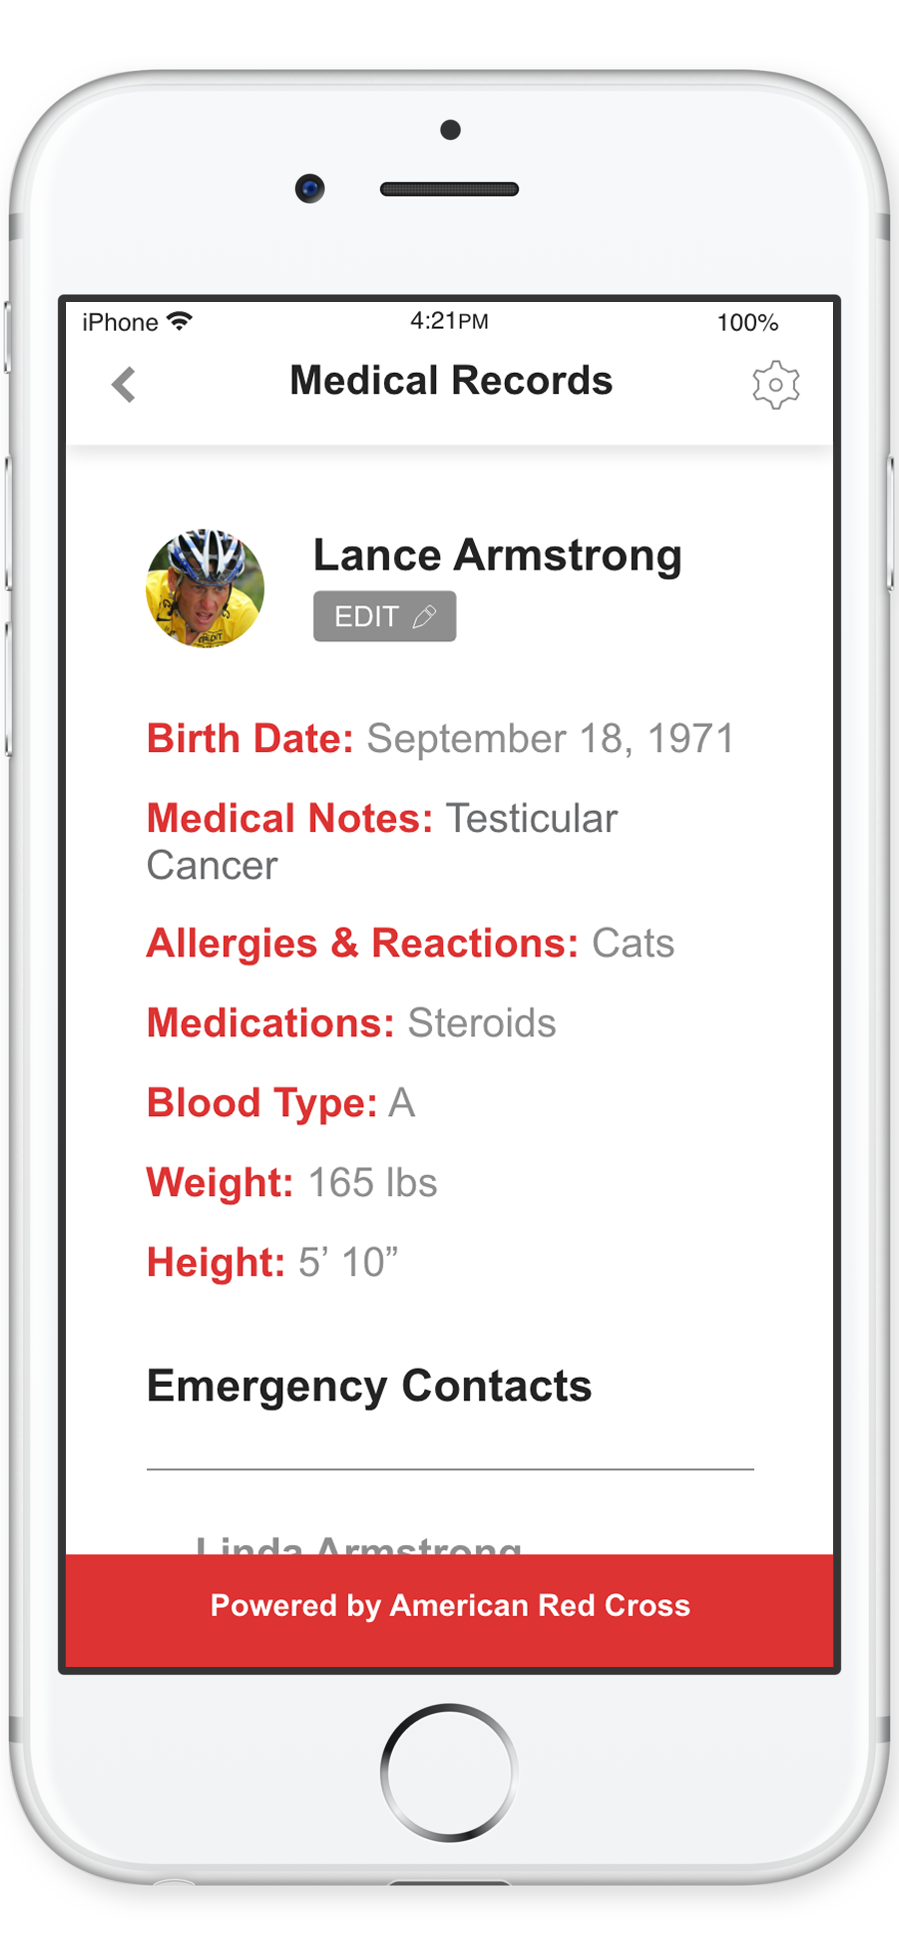 iPhone 4:21PM 100%
Medical Records
Lance Armstrong
EDIT
Birth Date: September 18, 1971
Medical Notes: Testicular
Cancer
Allergies & Reactions: Cats
Medications: Steroids
Blood Type: A
Weight: 165 lbs
Height: 5’ 10”
Emergency Contacts
Linda Armstrong
Powered by American Red Cross